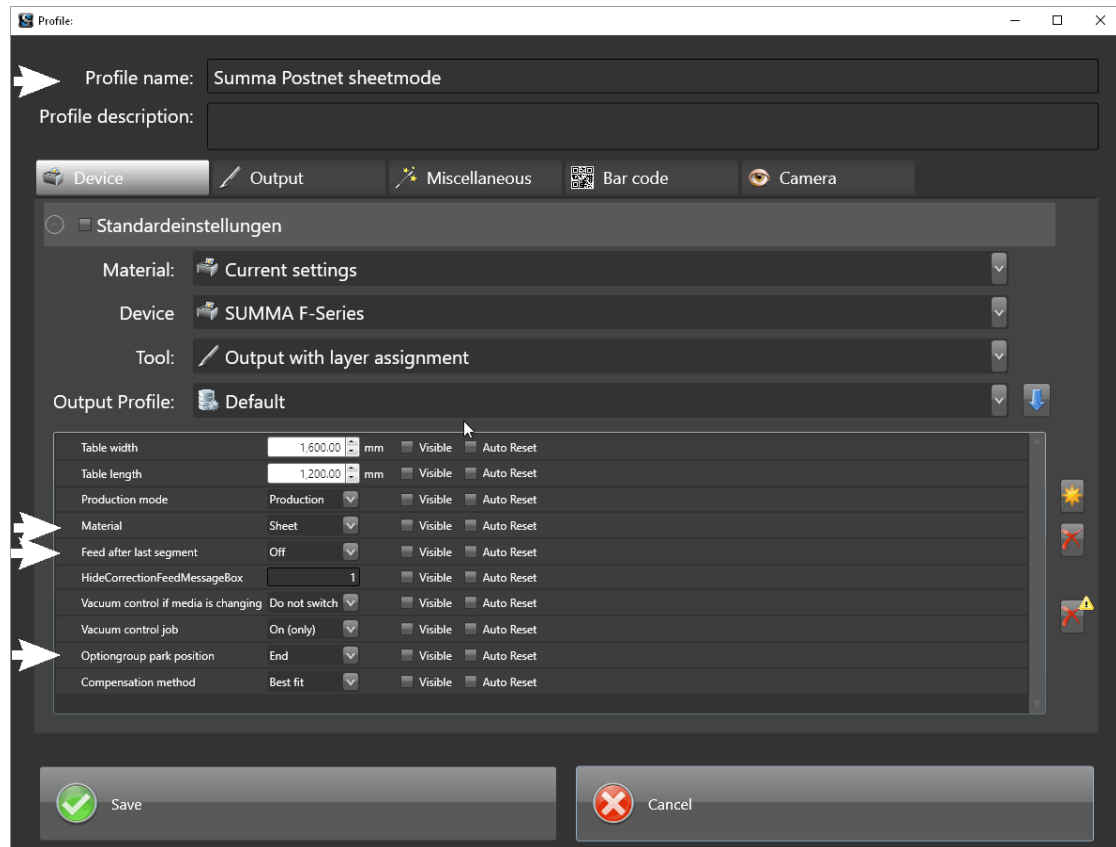 Profile:
Profile name: Summa Postnet sheetmode
Profile description:
Device Output Miscellaneous Bar code Camera
Standardeinstellungen
Material: Current settings
Device SUMMA F-Series
Tool: Output with layer assignment
Output Profile: Default
Table width 1,600.00 mm Visible Auto Reset
Table length 1,200.00 mm Visible Auto Reset
Production mode Production Visible Auto Reset
Material Sheet Visible Auto Reset
Feed after last segment Off Visible Auto Reset
HideCorrectionFeedMessageBox 1 Visible Auto Reset
Vacuum control if media is changing Do not switch Visible Auto Reset
Vacuum control job On (only) Visible Auto Reset
Optiongroup park position End Visible Auto Reset
Compensation method Best fit Visible Auto Reset
Save Cancel